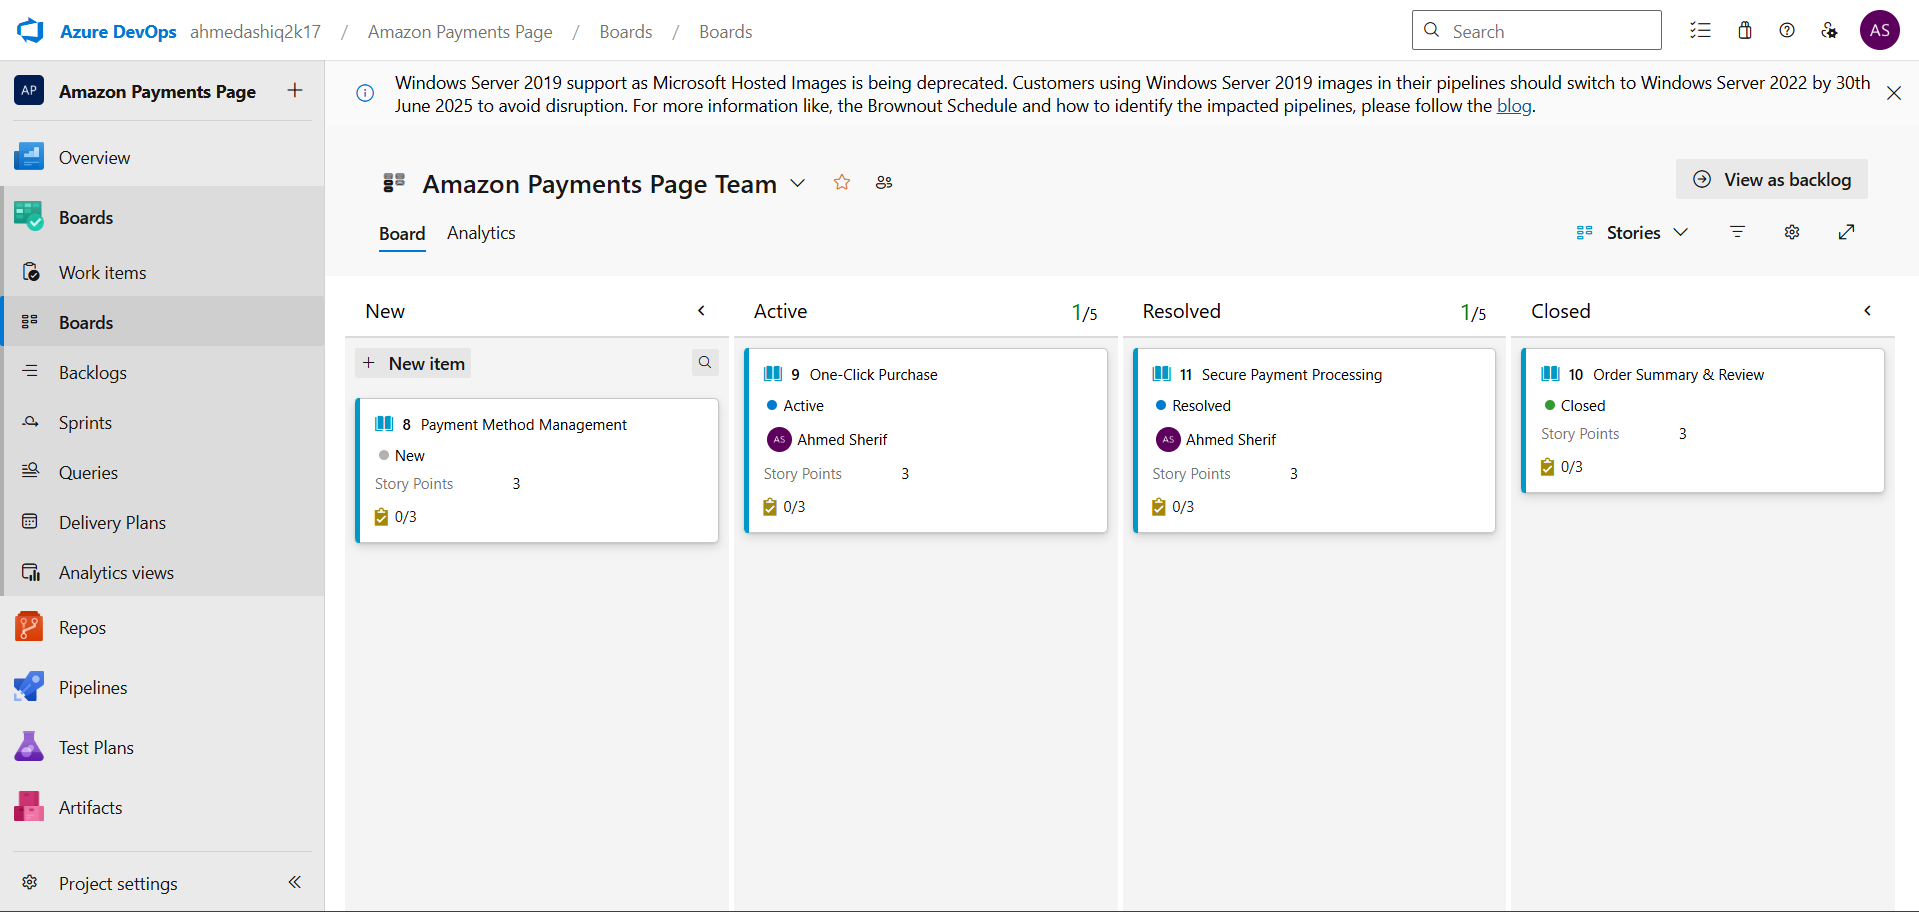 Azure DevOps ahmedashiq2k17 / Amazon Payments Page / Boards / Boards
Search
AS
AP Amazon Payments Page
Overview
Boards
Work items
Boards
Backlogs
Sprints
Queries
Delivery Plans
Analytics views
Repos
Pipelines
Test Plans
Artifacts
Project settings
Windows Server 2019 support as Microsoft Hosted Images is being deprecated. Customers using Windows Server 2019 images in their pipelines should switch to Windows Server 2022 by 30th
June 2025 to avoid disruption. For more information like, the Brownout Schedule and how to identify the impacted pipelines, please follow the blog.
Amazon Payments Page Team
View as backlog
Board Analytics
Stories
New
New item
8 Payment Method Management
New
Story Points 3
0/3
Active 1/5
9 One-Click Purchase
Active
AS Ahmed Sherif
Story Points 3
0/3
Resolved 1/5
11 Secure Payment Processing
Resolved
AS Ahmed Sherif
Story Points 3
0/3
Closed
10 Order Summary & Review
Closed
Story Points 3
0/3